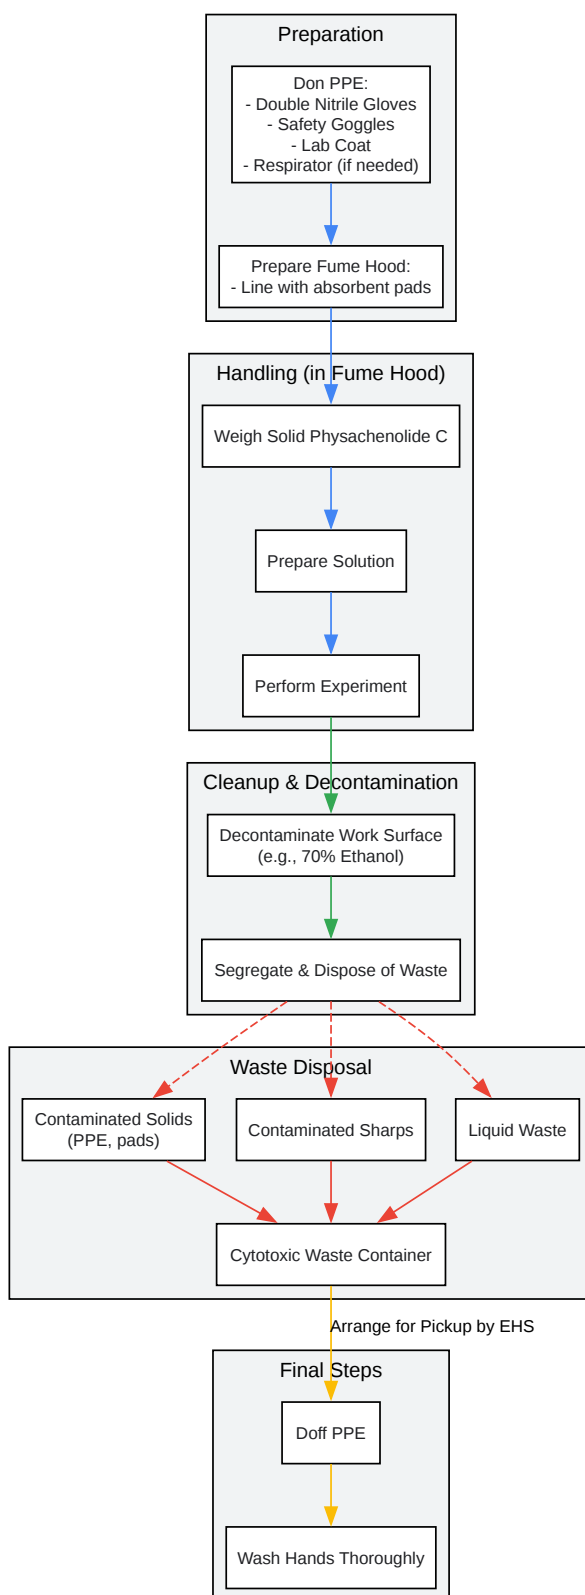 Preparation
Don PPE:
- Double Nitrile Gloves
- Safety Goggles
- Lab Coat
- Respirator (if needed)
Prepare Fume Hood:
- Line with absorbent pads
Handling (in Fume Hood)
Weigh Solid Physachenolide C
Prepare Solution
Perform Experiment
Cleanup & Decontamination
Decontaminate Work Surface
(e.g., 70% Ethanol)
Segregate & Dispose of Waste
Waste Disposal
Contaminated Solids
(PPE, pads)
Contaminated Sharps
Liquid Waste
Cytotoxic Waste Container
Arrange for Pickup by EHS
Final Steps
Doff PPE
Wash Hands Thoroughly